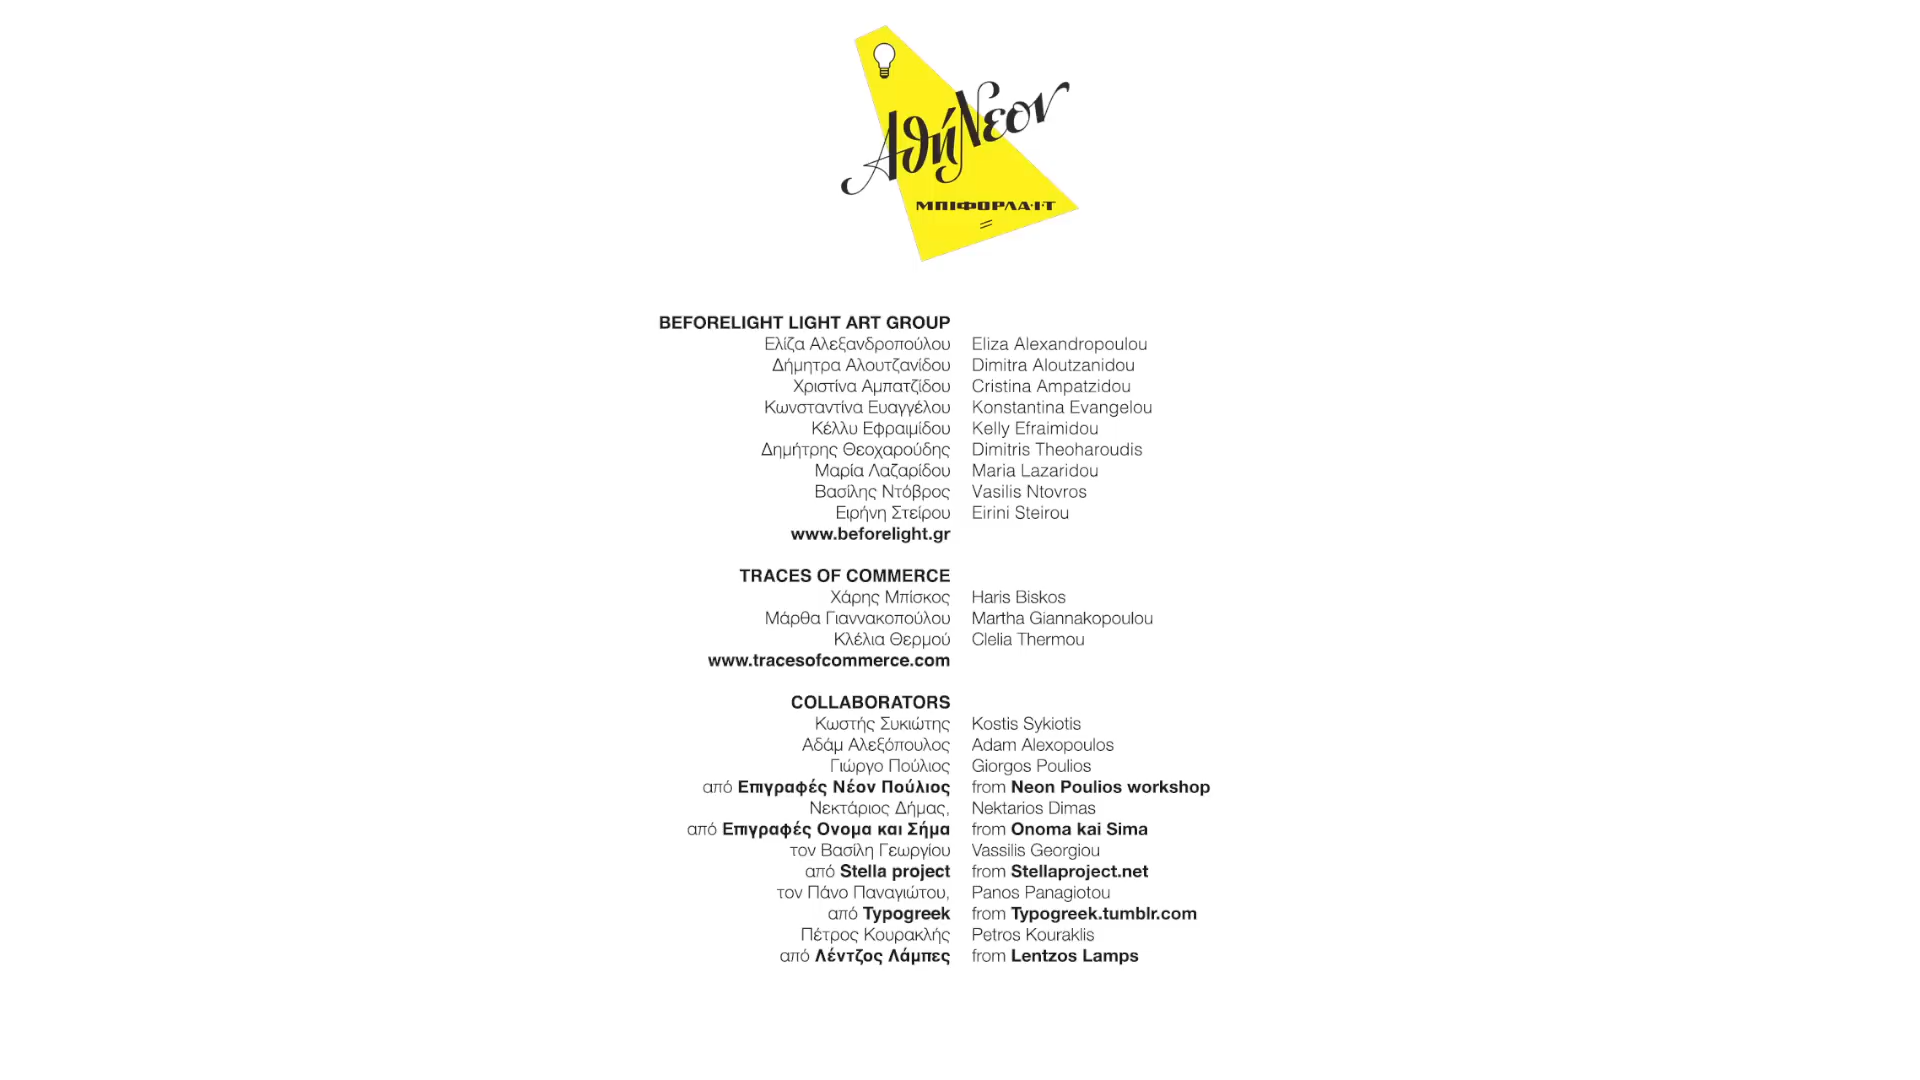 ΑθήΝεον
ΜΠΙΦΟΡΛΑ·Ι·Τ
BEFORELIGHT LIGHT ART GROUP
Ελίζα Αλεξανδροπούλου Eliza Alexandropoulou
Δήμητρα Αλουτζανίδου Dimitra Aloutzanidou
Χριστίνα Αμπατζίδου Cristina Ampatzidou
Κωνσταντίνα Ευαγγέλου Konstantina Evangelou
Κέλλυ Εφραιμίδου Kelly Efraimidou
Δημήτρης Θεοχαρούδης Dimitris Theoharoudis
Μαρία Λαζαρίδου Maria Lazaridou
Βασίλης Ντόβρος Vasilis Ntovros
Ειρήνη Στείρου Eirini Steirou
www.beforelight.gr
TRACES OF COMMERCE
Χάρης Μπίσκος Haris Biskos
Μάρθα Γιαννακοπούλου Martha Giannakopoulou
Κλέλια Θερμού Clelia Thermou
www.tracesofcommerce.com
COLLABORATORS
Κωστής Συκιώτης Kostis Sykiotis
Αδάμ Αλεξόπουλος Adam Alexopoulos
Γιώργο Πούλιος Giorgos Poulios
από Επιγραφές Νέον Πούλιος from Neon Poulios workshop
Νεκτάριος Δήμας, Nektarios Dimas
από Επιγραφές Ονομα και Σήμα from Onoma kai Sima
τον Βασίλη Γεωργίου Vassilis Georgiou
από Stella project from Stellaproject.net
τον Πάνο Παναγιώτου, Panos Panagiotou
από Typogreek from Typogreek.tumblr.com
Πέτρος Κουρακλής Petros Kouraklis
από Λέντζος Λάμπες from Lentzos Lamps